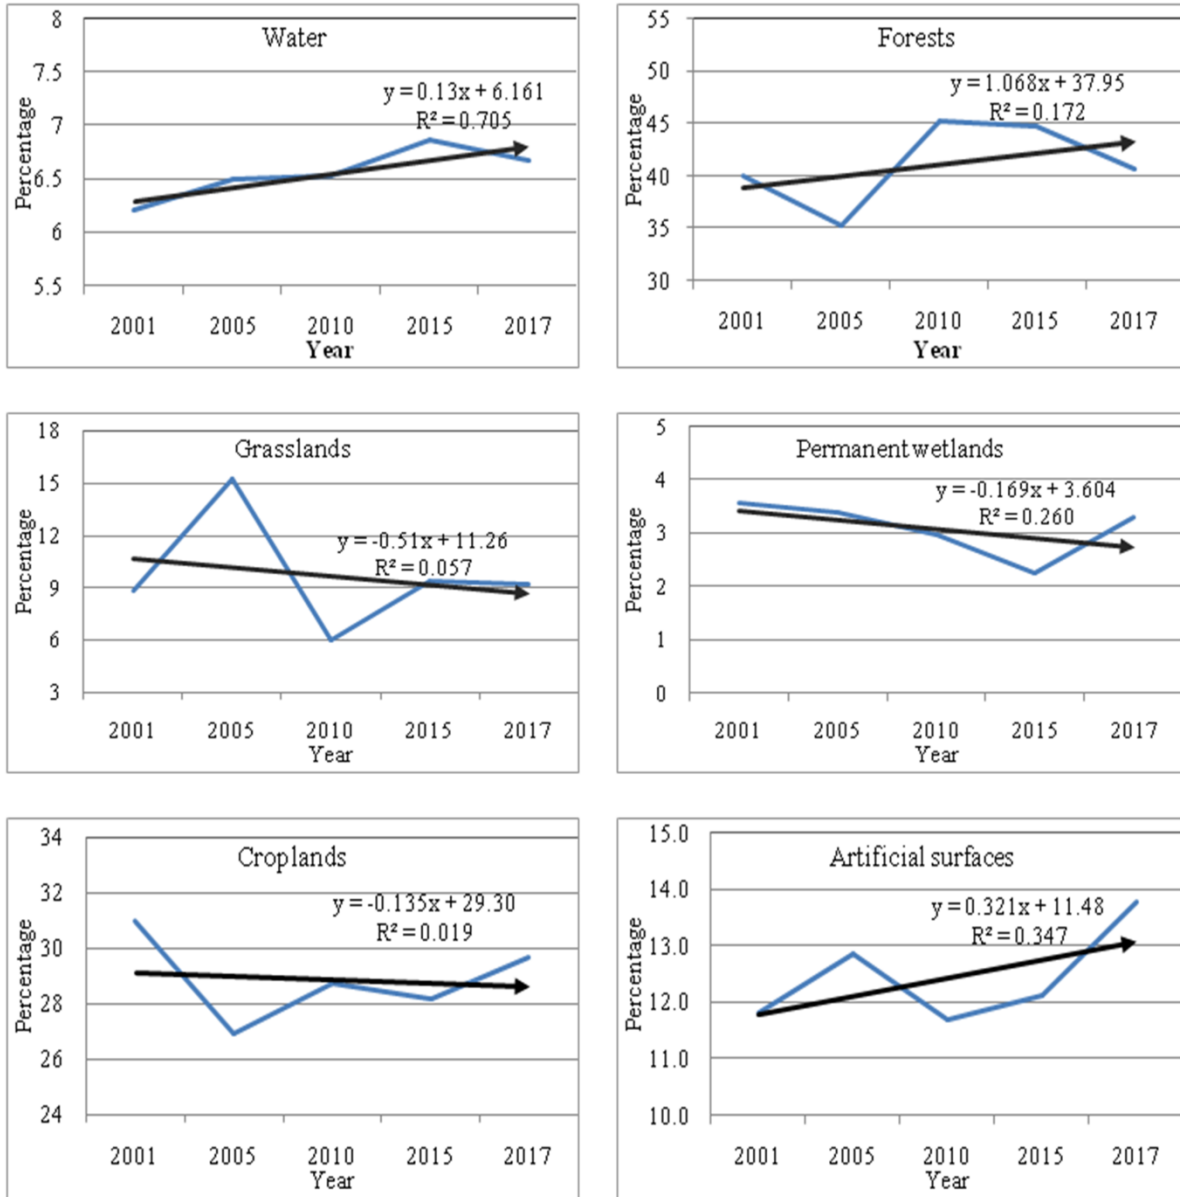 Water
y = 0.13x + 6.161
R² = 0.705
Percentage
8
7.5
7
6.5
6
5.5
2001 2005 2010 2015 2017
Year
Forests
y = 1.068x + 37.95
R² = 0.172
Percentage
55
50
45
40
35
30
2001 2005 2010 2015 2017
Year
Grasslands
y = -0.51x + 11.26
R² = 0.057
Percentage
18
15
12
9
6
3
2001 2005 2010 2015 2017
Year
Permanent wetlands
y = -0.169x + 3.604
R² = 0.260
Percentage
5
4
3
2
1
0
2001 2005 2010 2015 2017
Year
Croplands
y = -0.135x + 29.30
R² = 0.019
Percentage
34
32
30
28
26
24
2001 2005 2010 2015 2017
Year
Artificial surfaces
y = 0.321x + 11.48
R² = 0.347
Percentage
15.0
14.0
13.0
12.0
11.0
10.0
2001 2005 2010 2015 2017
Year